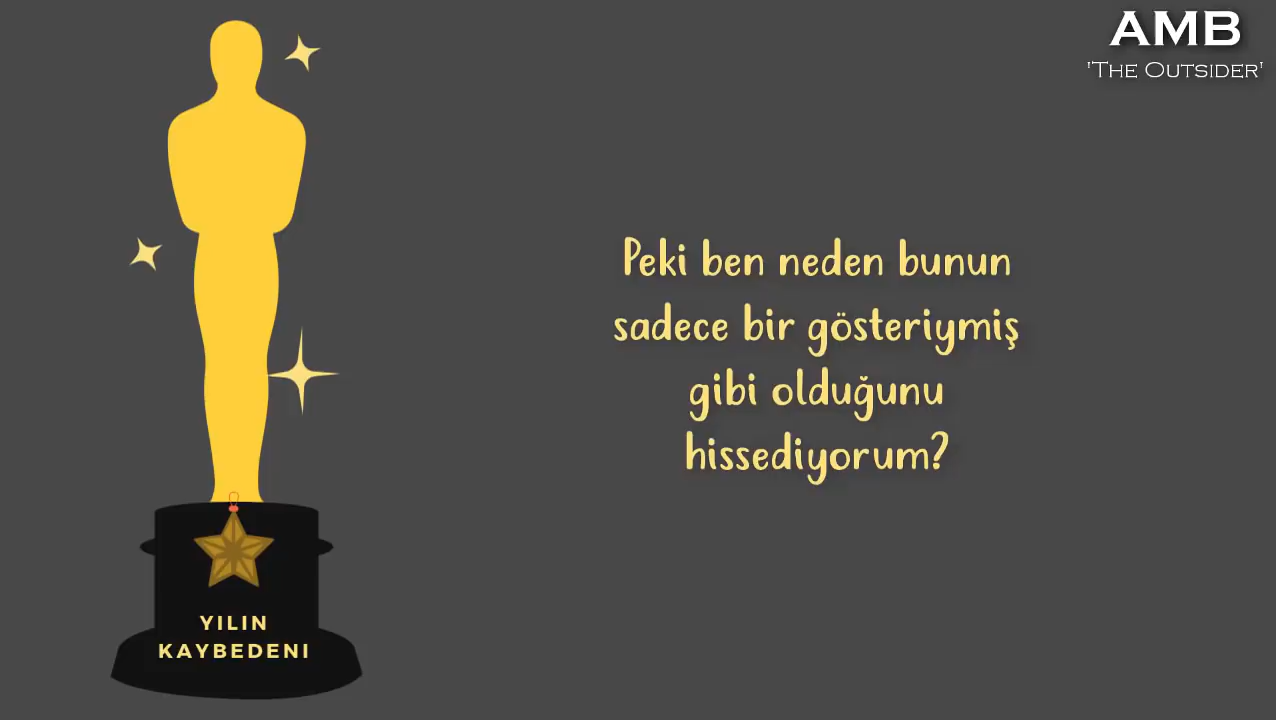 AMB
'The Outsider'
Peki ben neden bunun
sadece bir gösteriymiş
gibi olduğunu
hissediyorum?
YILIN
KAYBEDENI